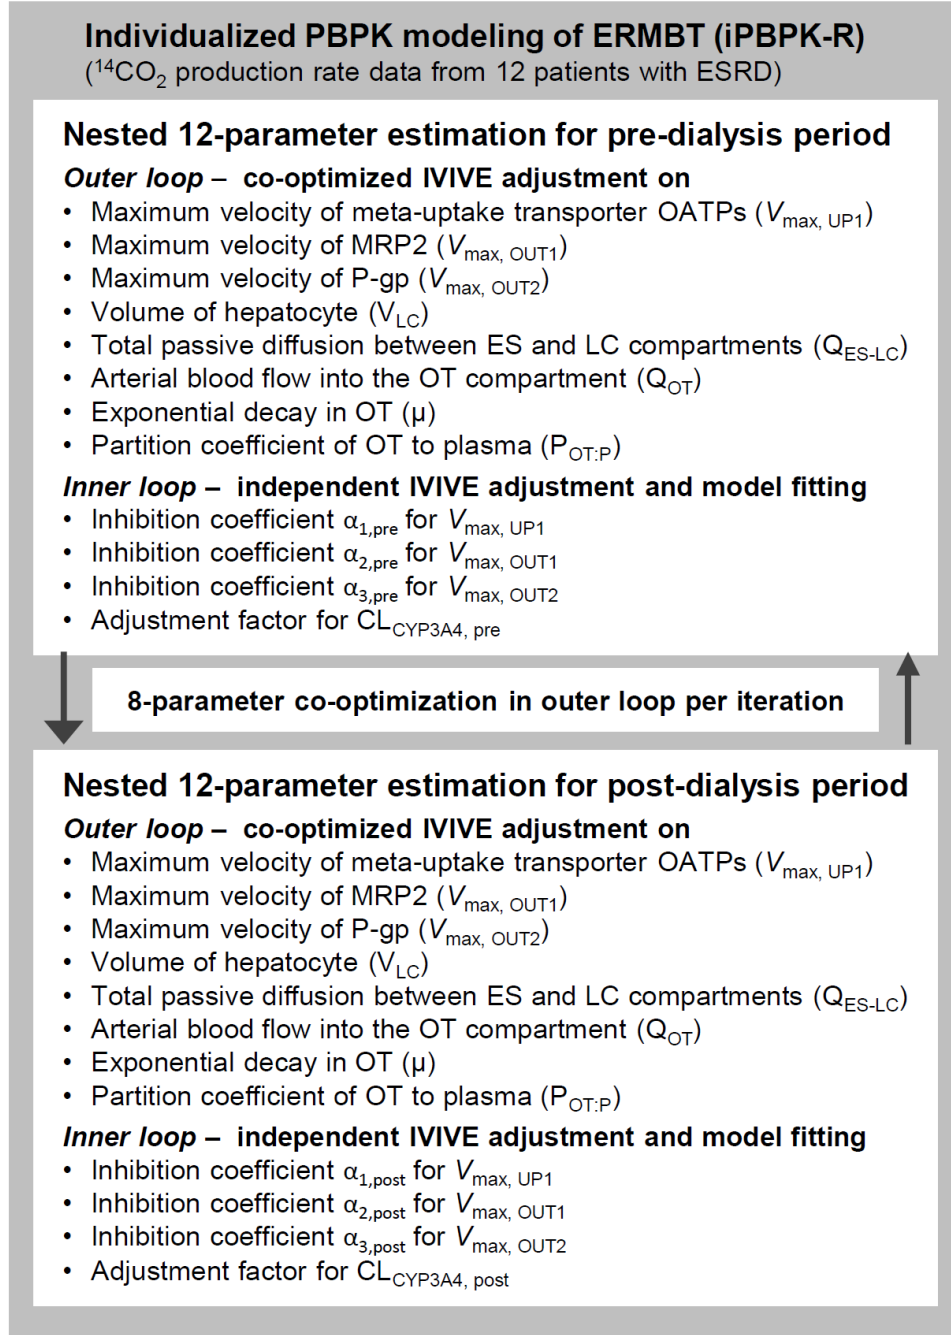 Individualized PBPK modeling of ERMBT (iPBPK-R)
(¹⁴CO₂ production rate data from 12 patients with ESRD)
Nested 12-parameter estimation for pre-dialysis period
Outer loop – co-optimized IVIVE adjustment on
• Maximum velocity of meta-uptake transporter OATPs (Vmax, UP1)
• Maximum velocity of MRP2 (Vmax, OUT1)
• Maximum velocity of P-gp (Vmax, OUT2)
• Volume of hepatocyte (VLC)
• Total passive diffusion between ES and LC compartments (QES-LC)
• Arterial blood flow into the OT compartment (QOT)
• Exponential decay in OT (μ)
• Partition coefficient of OT to plasma (POT:P)
Inner loop – independent IVIVE adjustment and model fitting
• Inhibition coefficient α1,pre for Vmax, UP1
• Inhibition coefficient α2,pre for Vmax, OUT1
• Inhibition coefficient α3,pre for Vmax, OUT2
• Adjustment factor for CLCYP3A4, pre
8-parameter co-optimization in outer loop per iteration
Nested 12-parameter estimation for post-dialysis period
Outer loop – co-optimized IVIVE adjustment on
• Maximum velocity of meta-uptake transporter OATPs (Vmax, UP1)
• Maximum velocity of MRP2 (Vmax, OUT1)
• Maximum velocity of P-gp (Vmax, OUT2)
• Volume of hepatocyte (VLC)
• Total passive diffusion between ES and LC compartments (QES-LC)
• Arterial blood flow into the OT compartment (QOT)
• Exponential decay in OT (μ)
• Partition coefficient of OT to plasma (POT:P)
Inner loop – independent IVIVE adjustment and model fitting
• Inhibition coefficient α1,post for Vmax, UP1
• Inhibition coefficient α2,post for Vmax, OUT1
• Inhibition coefficient α3,post for Vmax, OUT2
• Adjustment factor for CLCYP3A4, post